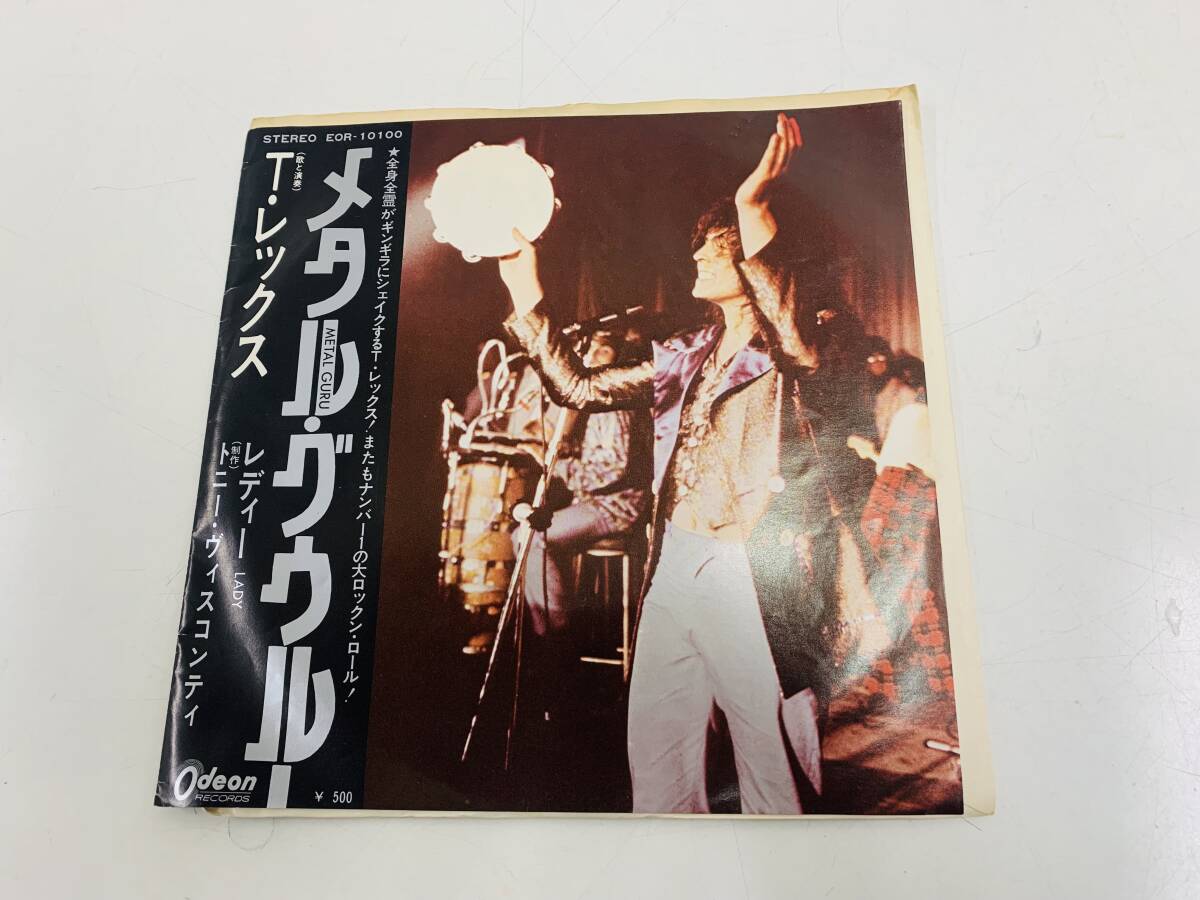 STEREO EOR-10100
★全身全霊がギンギラにシェイクするT・レックス!またもナンバー1の大ロックン・ロール!
メタル・グゥルー
METAL GURU
(歌と演奏)
T・レックス
レディー LADY
(制作)
トニー・ヴィスコンティ
Odeon
RECORDS
¥ 500